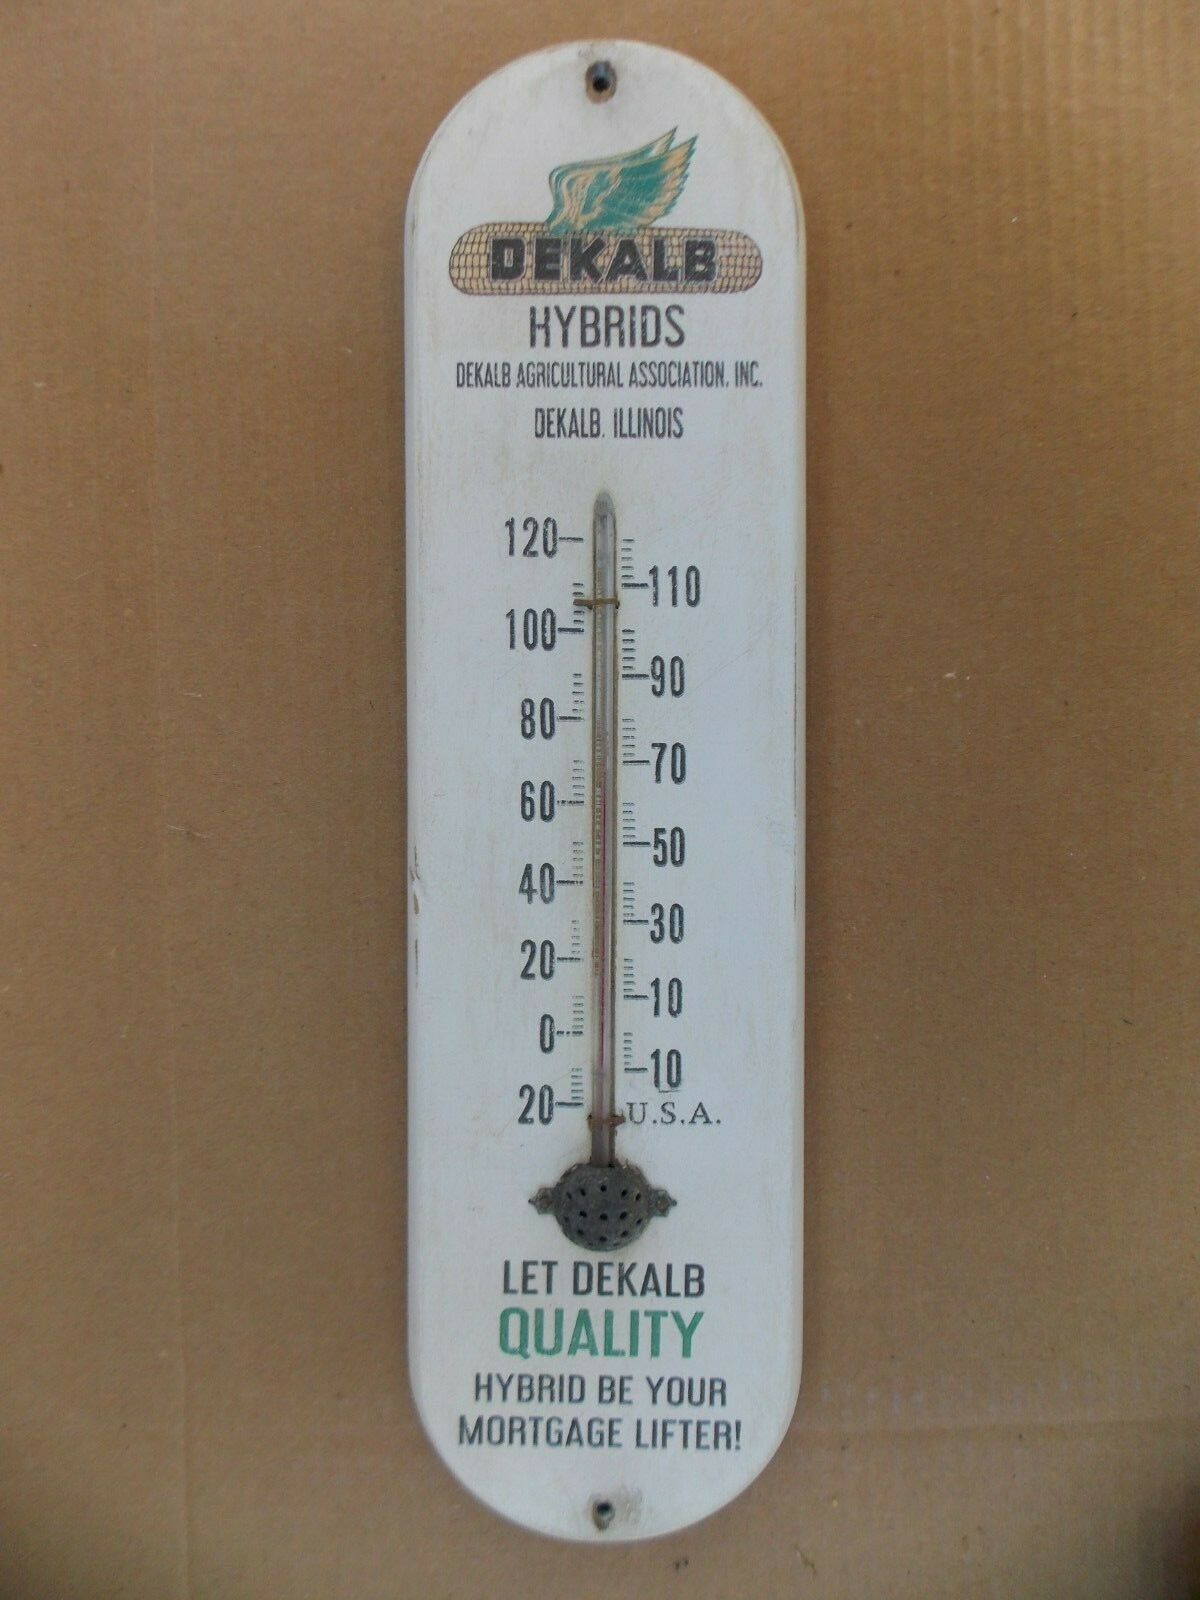 DEKALB
HYBRIDS
DEKALB AGRICULTURAL ASSOCIATION, INC.
DEKALB, ILLINOIS
120
110
100
90
80
70
60
50
40
30
20
10
0
10
20
U.S.A.
LET DEKALB
QUALITY
HYBRID BE YOUR
MORTGAGE LIFTER!